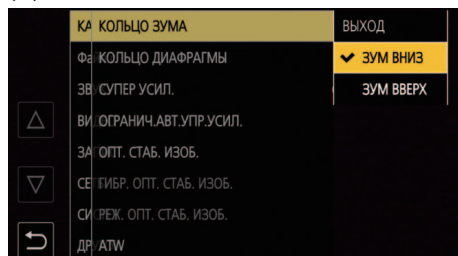 КА КОЛЬЦО ЗУМА ВЫХОД
Фа КОЛЬЦО ДИАФРАГМЫ ЗУМ ВНИЗ
ЗВ СУПЕР УСИЛ. ЗУМ ВВЕРХ
ВИ ОГРАНИЧ.АВТ.УПР.УСИЛ.
ЗА ОПТ. СТАБ. ИЗОБ.
СЕ ГИБР. ОПТ. СТАБ. ИЗОБ.
СИ РЕЖ. ОПТ. СТАБ. ИЗОБ.
ДР ATW